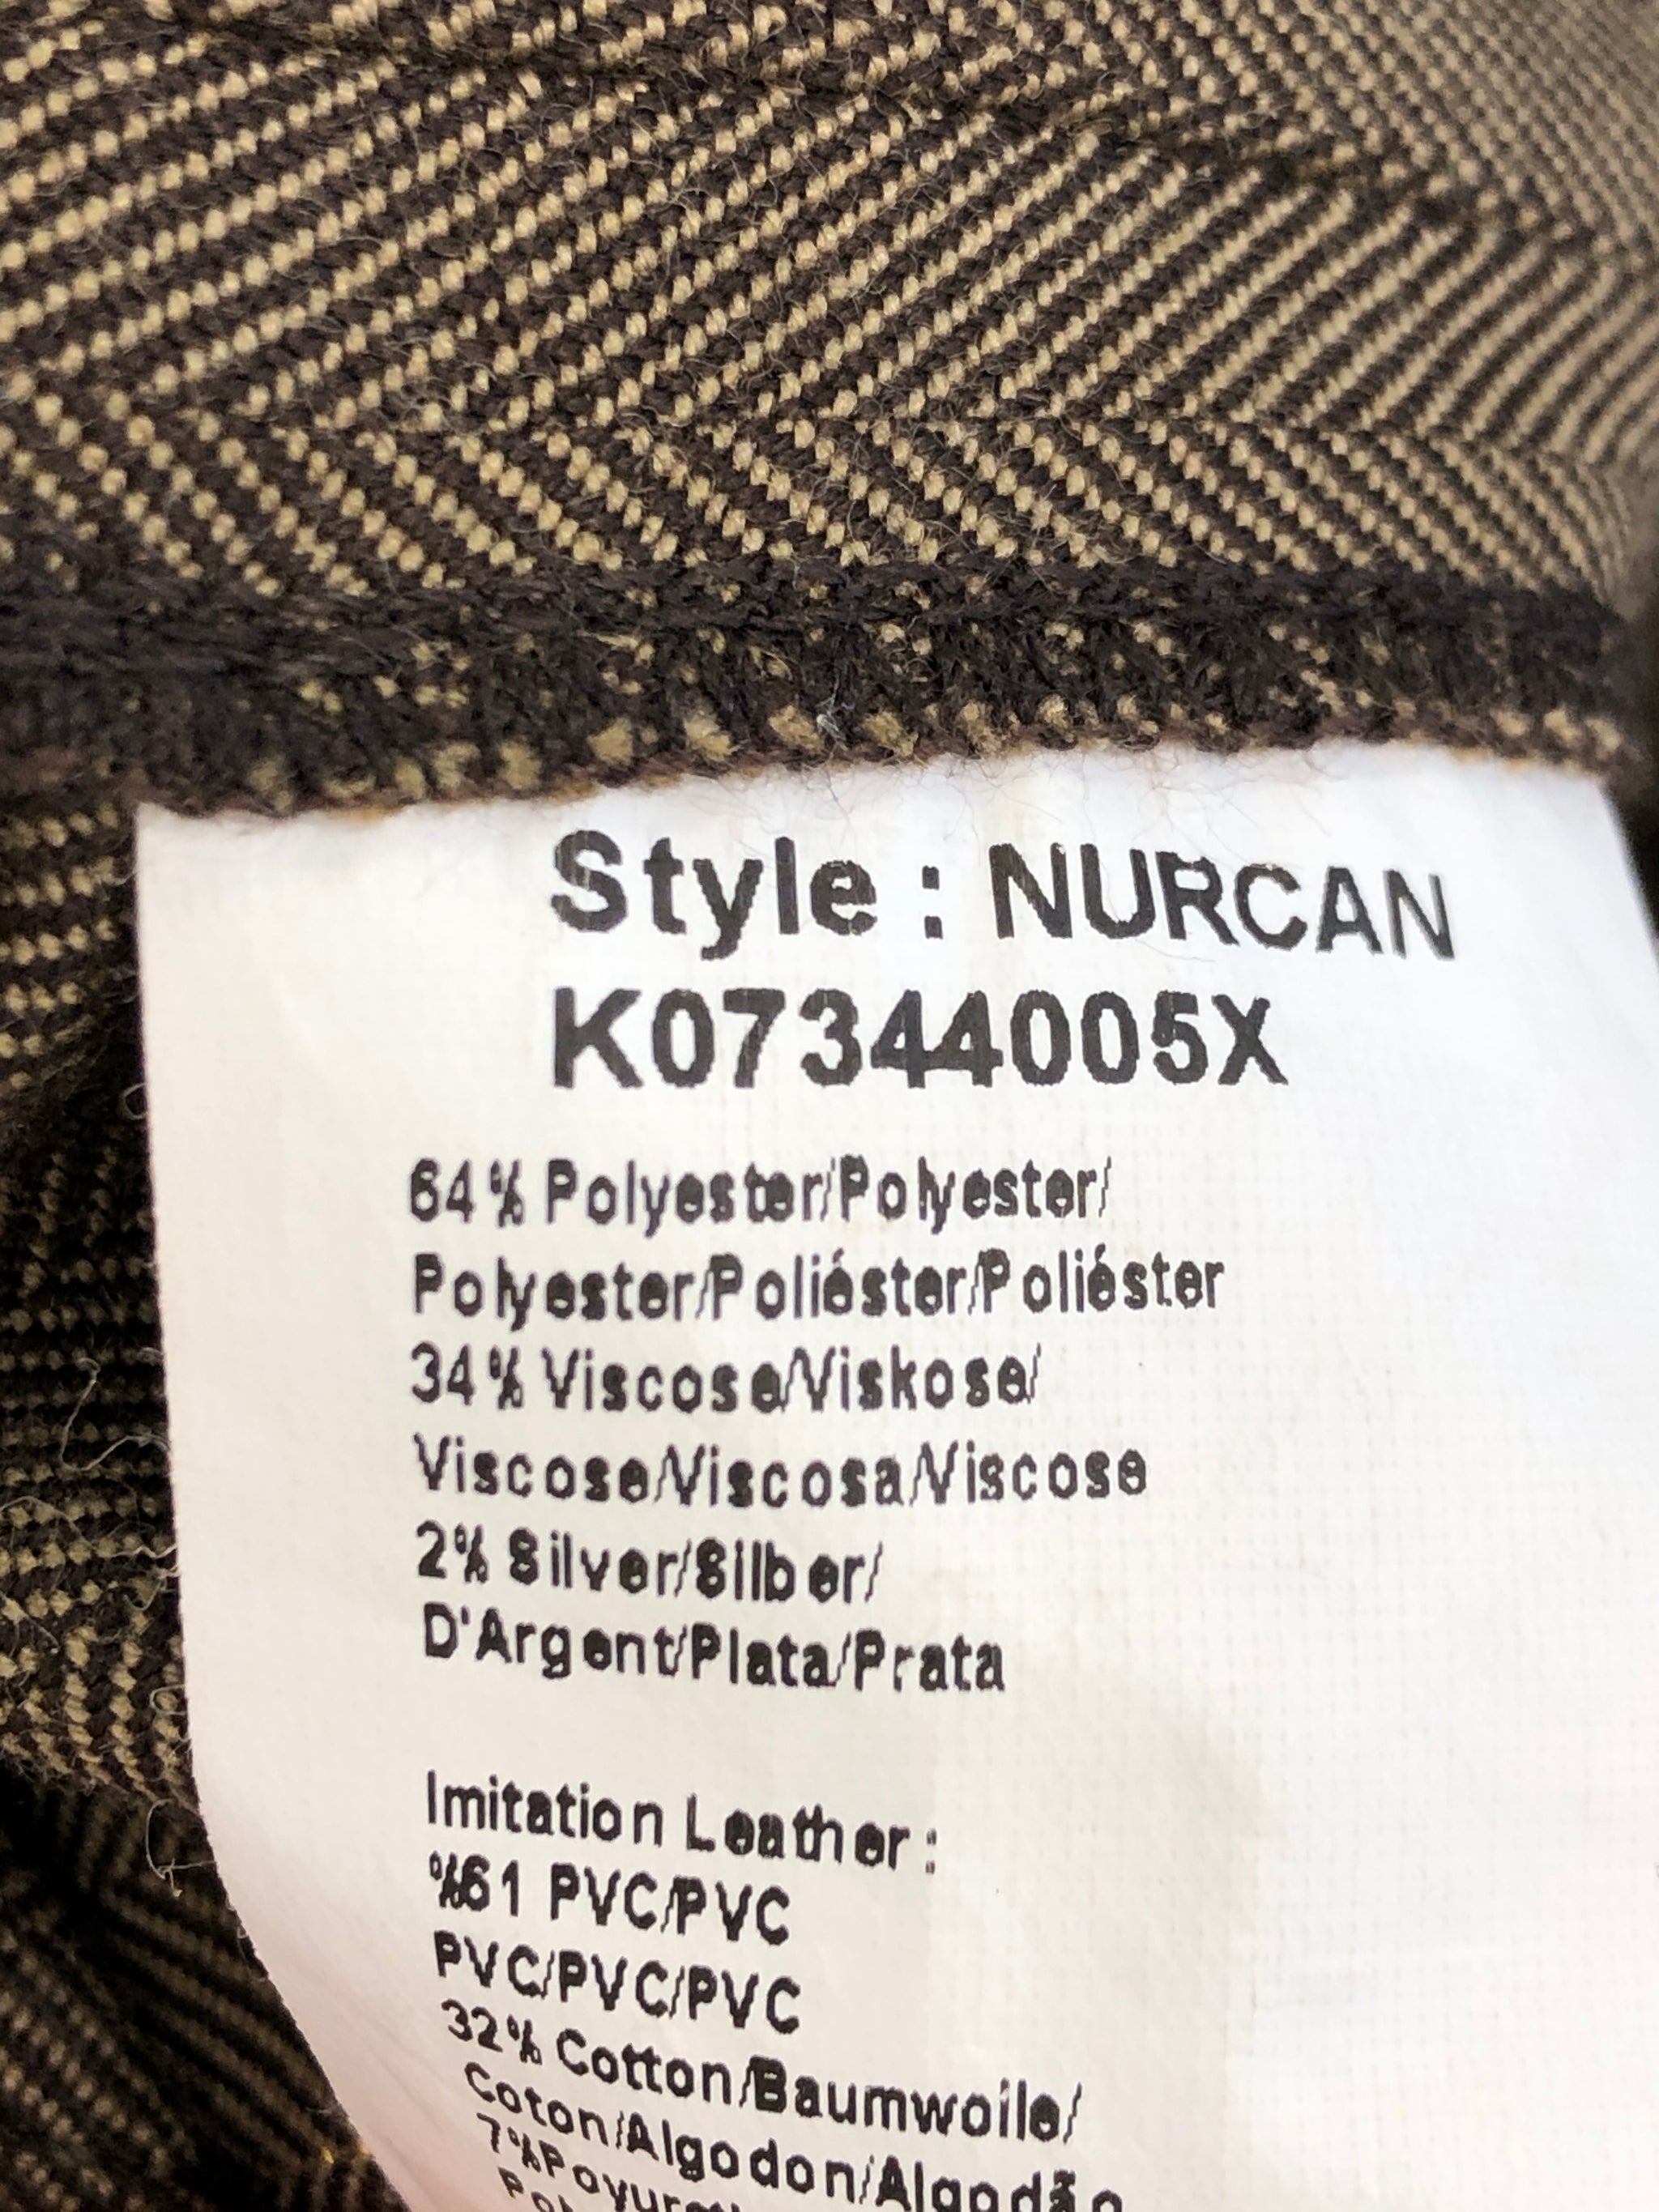 Style : NURCAN
K07344005X
64% Polyester/Polyester/
Polyester/Poliéster/Poliéster
34% Viscose/Viskose/
Viscose/Viscosa/Viscose
2% Silver/Silber/
D'Argent/Plata/Prata
Imitation Leather :
%61 PVC/PVC
PVC/PVC/PVC
32% Cotton/Baumwolle/
Coton/Algodon/Algodão